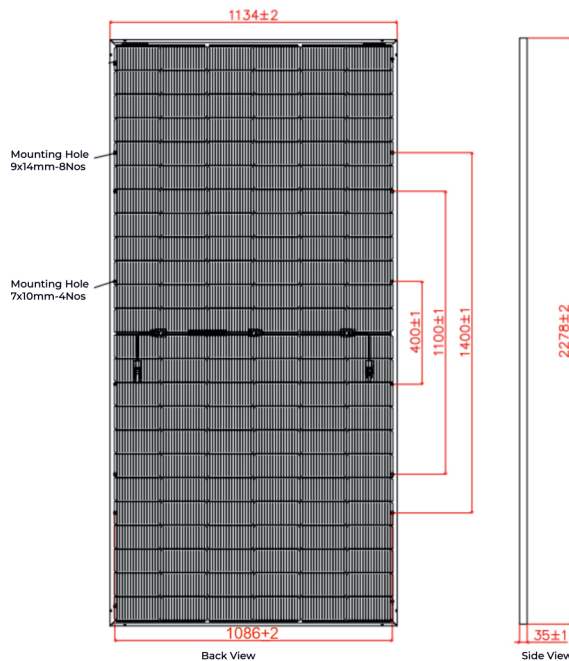 1134±2
Mounting Hole
9x14mm-8Nos
Mounting Hole
7x10mm-4Nos
400±1
1100±1
1400±1
2278±2
1086+2
35±1
Back View
Side View